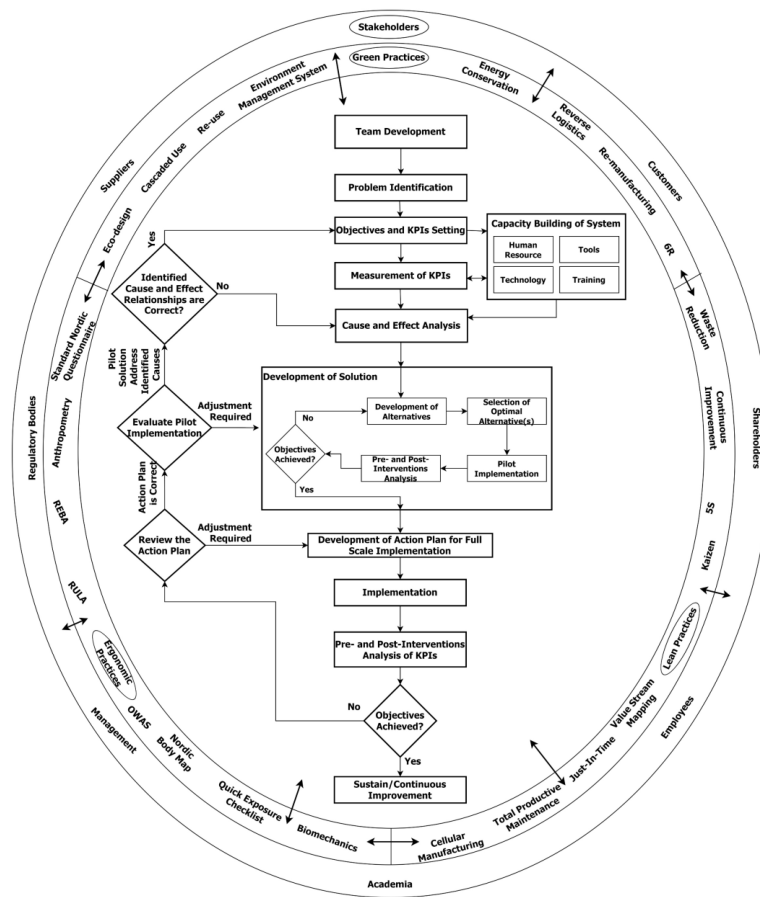 Stakeholders
Green Practices
Environment
Management System
Re-use
Cascaded Use
Eco-design
Energy
Conservation
Reverse
Logistics
Re-manufacturing
6R
Suppliers
Customers
Team Development
Problem Identification
Objectives and KPIs Setting
Measurement of KPIs
Cause and Effect Analysis
Capacity Building of System
Human
Resource
Tools
Technology
Training
Yes
Identified
Cause and Effect
Relationships are
Correct?
No
Pilot
Solution
Address
Identified
Causes
Evaluate Pilot
Implementation
Adjustment
Required
Action Plan
is Correct
Review the
Action Plan
Adjustment
Required
Development of Solution
No
Development of
Alternatives
Selection of
Optimal
Alternative(s)
Objectives
Achieved?
Pre- and Post-
Interventions
Analysis
Pilot
Implementation
Yes
Development of Action Plan for Full
Scale Implementation
Implementation
Pre- and Post-Interventions
Analysis of KPIs
No
Objectives
Achieved?
Yes
Sustain/Continuous
Improvement
Standard Nordic
Questionnaire
Anthropometry
REBA
RULA
Ergonomic
Practices
OWAS
Nordic
Body Map
Quick Exposure
Checklist
Biomechanics
Waste
Reduction
Continuous
Improvement
5S
Kaizen
Lean Practices
Value Stream
Mapping
Just-In-Time
Total Productive
Maintenance
Cellular
Manufacturing
Regulatory Bodies
Shareholders
Management
Employees
Academia